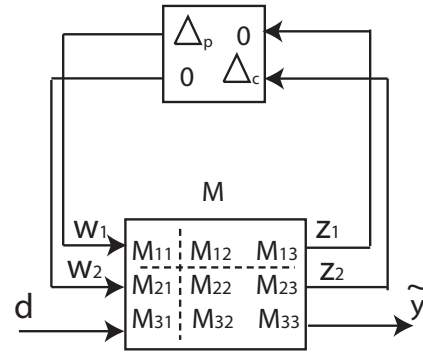 Δp 0
0 Δc
M
w1 z1
M11 M12 M13
w2 z2
M21 M22 M23
d ỹ
M31 M32 M33